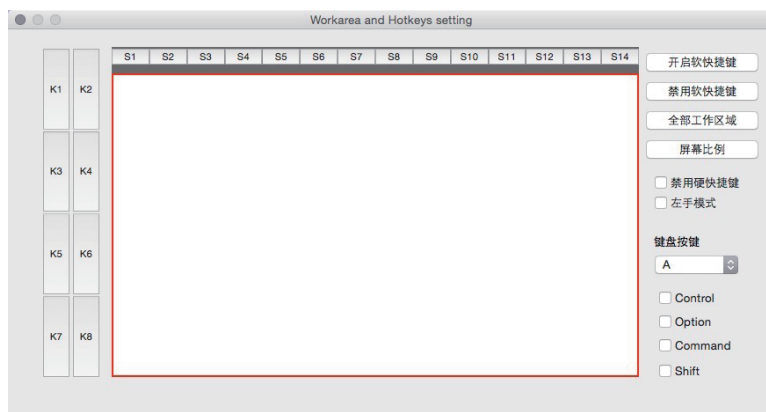 Workarea and Hotkeys setting
S1 S2 S3 S4 S5 S6 S7 S8 S9 S10 S11 S12 S13 S14
K1 K2
K3 K4
K5 K6
K7 K8
开启软快捷键
禁用软快捷键
全部工作区域
屏幕比例
禁用硬快捷键
左手模式
键盘按键
A
Control
Option
Command
Shift